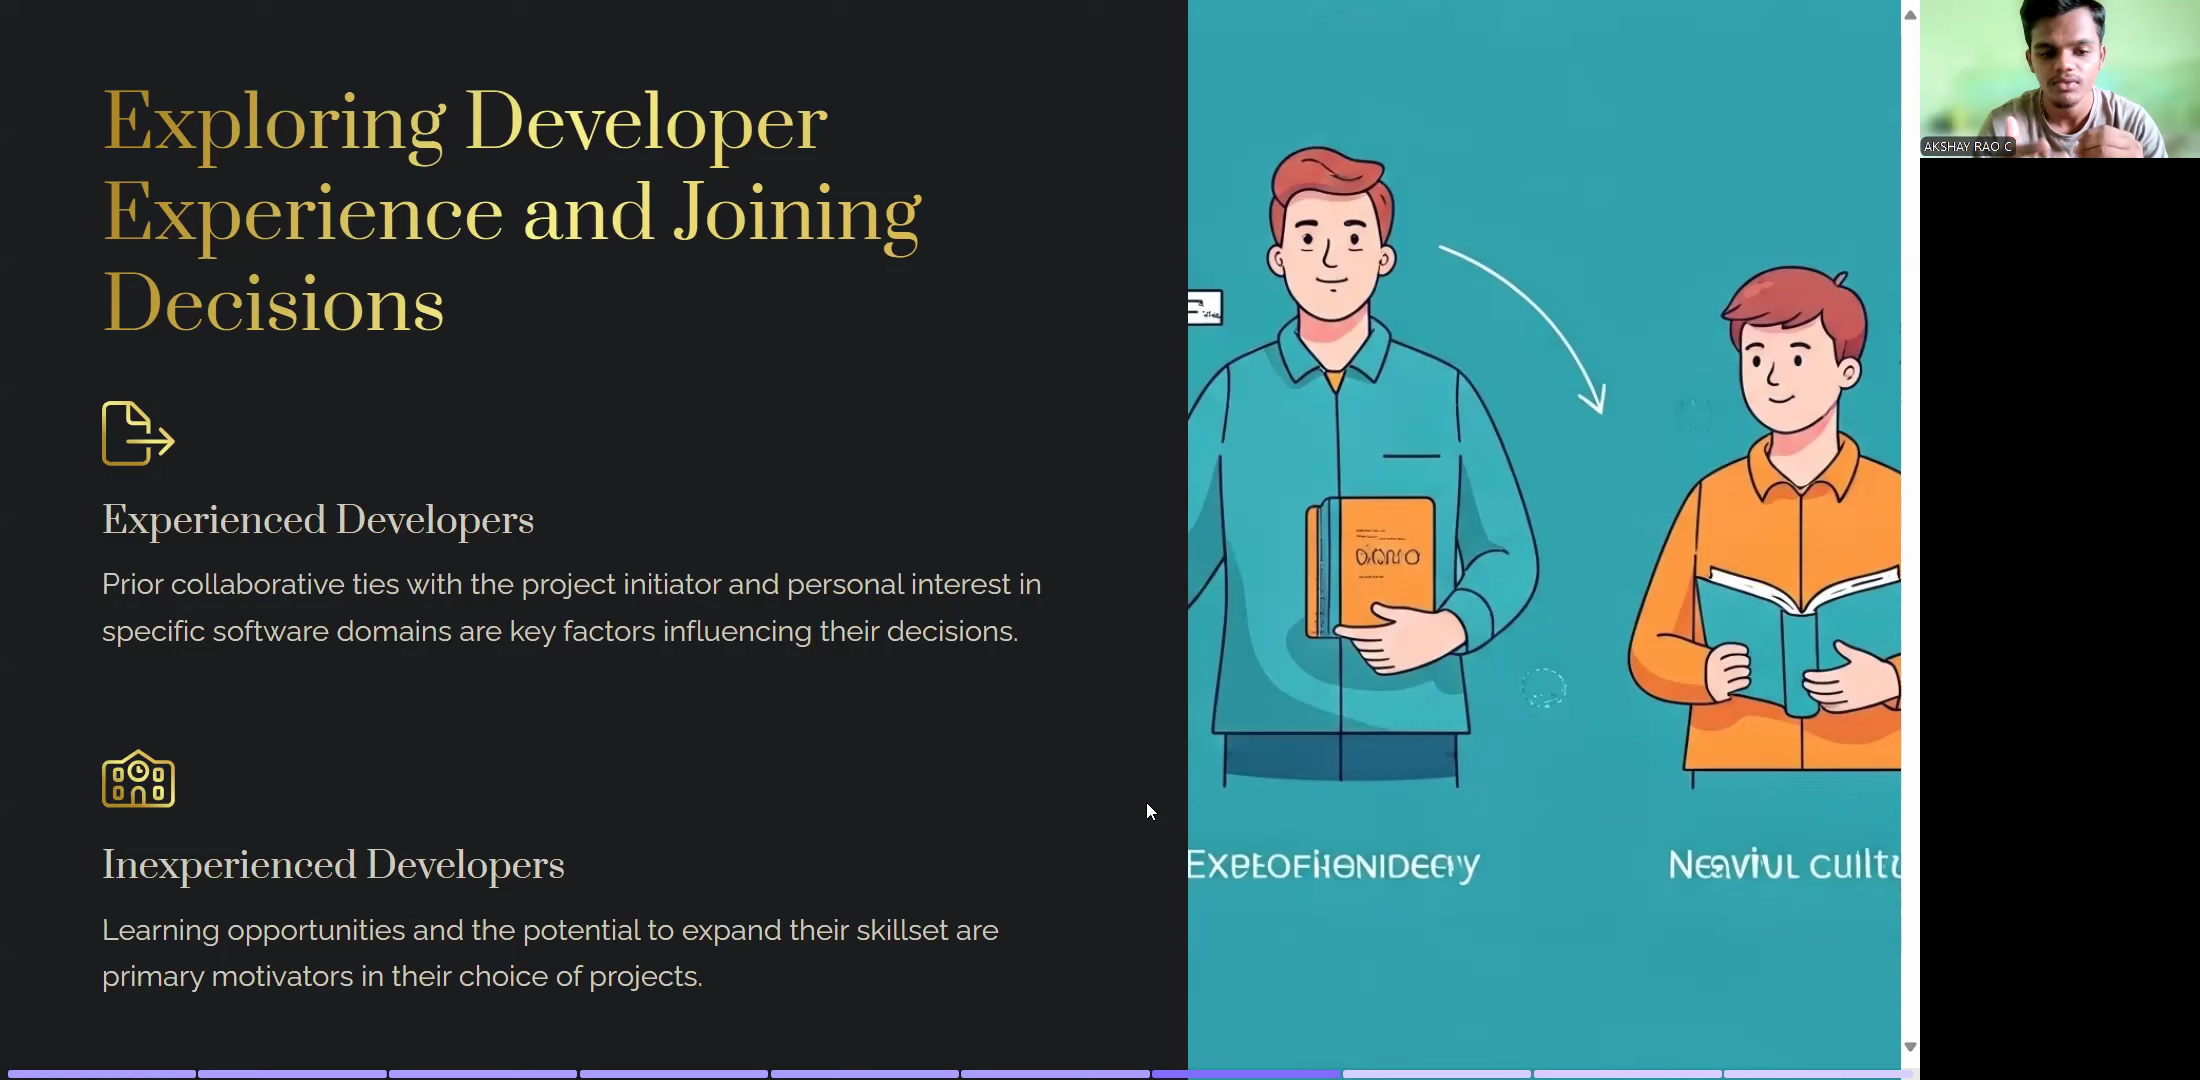 Exploring Developer
Experience and Joining
Decisions
Experienced Developers
Prior collaborative ties with the project initiator and personal interest in
specific software domains are key factors influencing their decisions.
Inexperienced Developers
Learning opportunities and the potential to expand their skillset are
primary motivators in their choice of projects.
AKSHAY RAO C